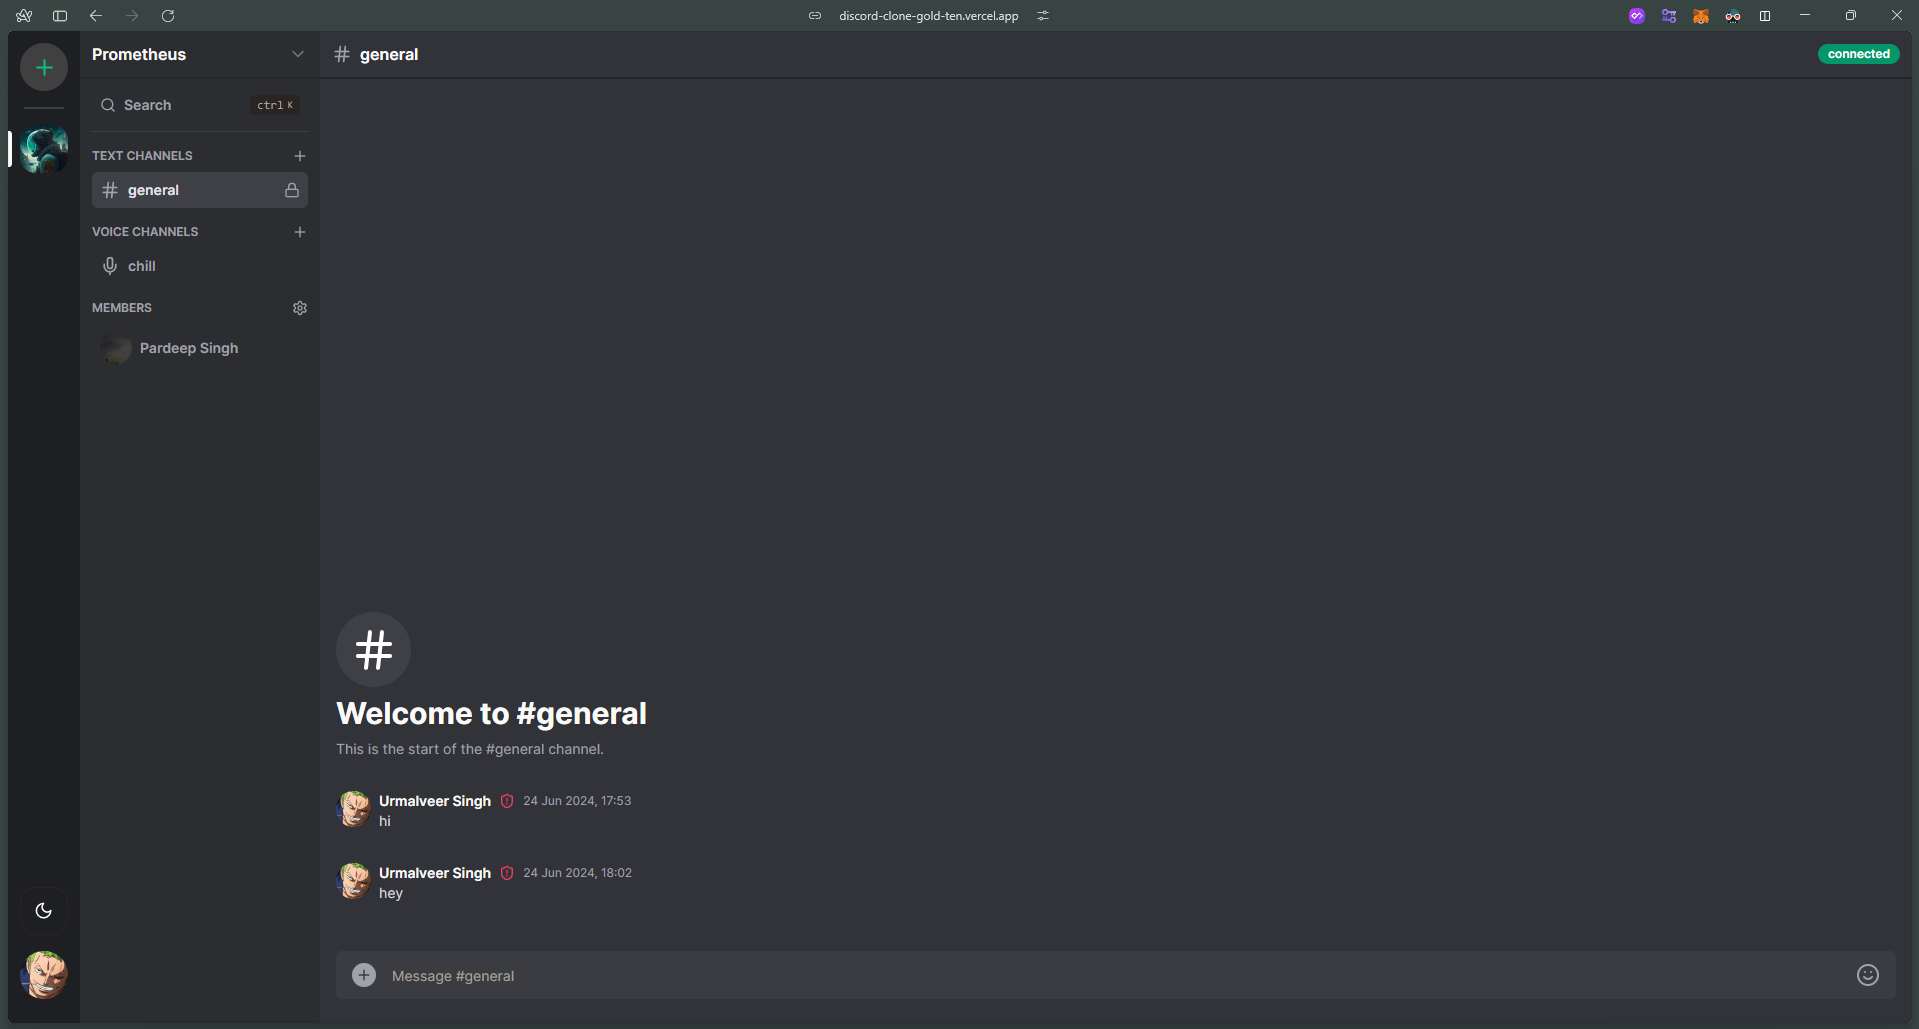 discord-clone-gold-ten.vercel.app
Prometheus
# general
connected
Search
ctrl K
TEXT CHANNELS
general
VOICE CHANNELS
chill
MEMBERS
Pardeep Singh
#
Welcome to #general
This is the start of the #general channel.
Urmalveer Singh 24 Jun 2024, 17:53
hi
Urmalveer Singh 24 Jun 2024, 18:02
hey
Message #general